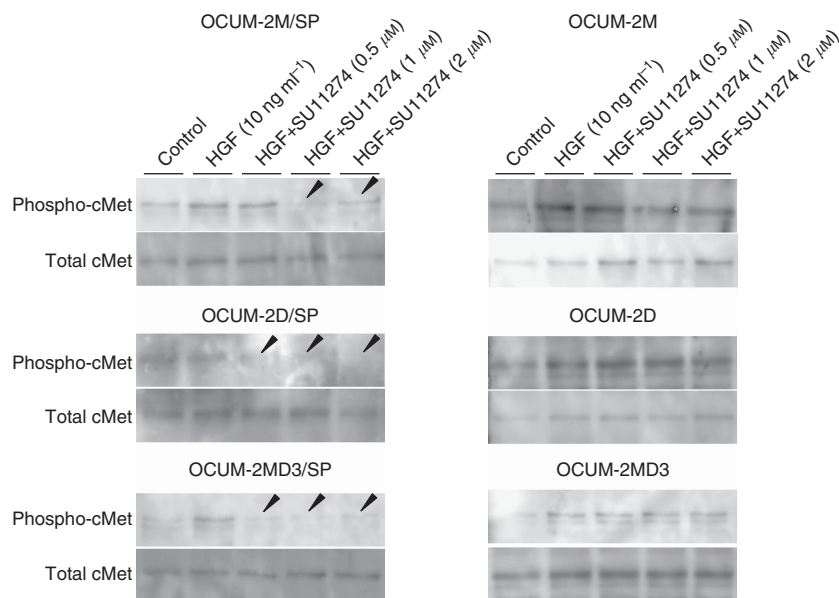 OCUM-2M/SP
OCUM-2M
Control
HGF (10 ng ml⁻¹)
HGF+SU11274 (0.5 μM)
HGF+SU11274 (1 μM)
HGF+SU11274 (2 μM)
Control
HGF (10 ng ml⁻¹)
HGF+SU11274 (0.5 μM)
HGF+SU11274 (1 μM)
HGF+SU11274 (2 μM)
Phospho-cMet
Total cMet
OCUM-2D/SP
OCUM-2D
Phospho-cMet
Total cMet
OCUM-2MD3/SP
OCUM-2MD3
Phospho-cMet
Total cMet